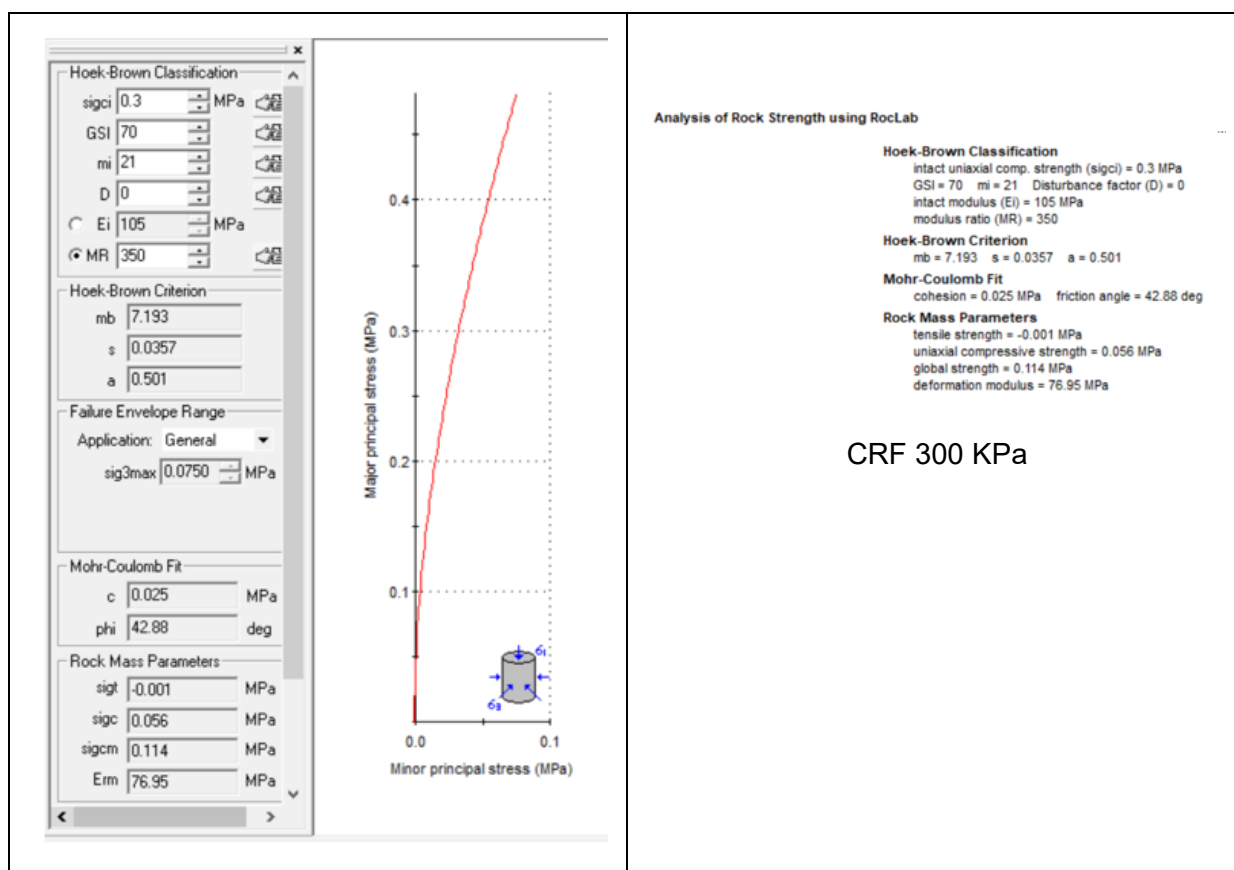 Hoek-Brown Classification
sigci 0.3 MPa
GSI 70
mi 21
D 0
Ei 105 MPa
MR 350
Hoek-Brown Criterion
mb 7.193
s 0.0357
a 0.501
Failure Envelope Range
Application: General
sig3max 0.0750 MPa
Mohr-Coulomb Fit
c 0.025 MPa
phi 42.88 deg
Rock Mass Parameters
sigt -0.001 MPa
sigc 0.056 MPa
sigcm 0.114 MPa
Erm 76.95 MPa
Major principal stress (MPa)
0.4
0.3
0.2
0.1
σ1
σ3
0.0 0.1
Minor principal stress (MPa)
Analysis of Rock Strength using RocLab
...
Hoek-Brown Classification
intact uniaxial comp. strength (sigci) = 0.3 MPa
GSI = 70 mi = 21 Disturbance factor (D) = 0
intact modulus (Ei) = 105 MPa
modulus ratio (MR) = 350
Hoek-Brown Criterion
mb = 7.193 s = 0.0357 a = 0.501
Mohr-Coulomb Fit
cohesion = 0.025 MPa friction angle = 42.88 deg
Rock Mass Parameters
tensile strength = -0.001 MPa
uniaxial compressive strength = 0.056 MPa
global strength = 0.114 MPa
deformation modulus = 76.95 MPa
CRF 300 KPa